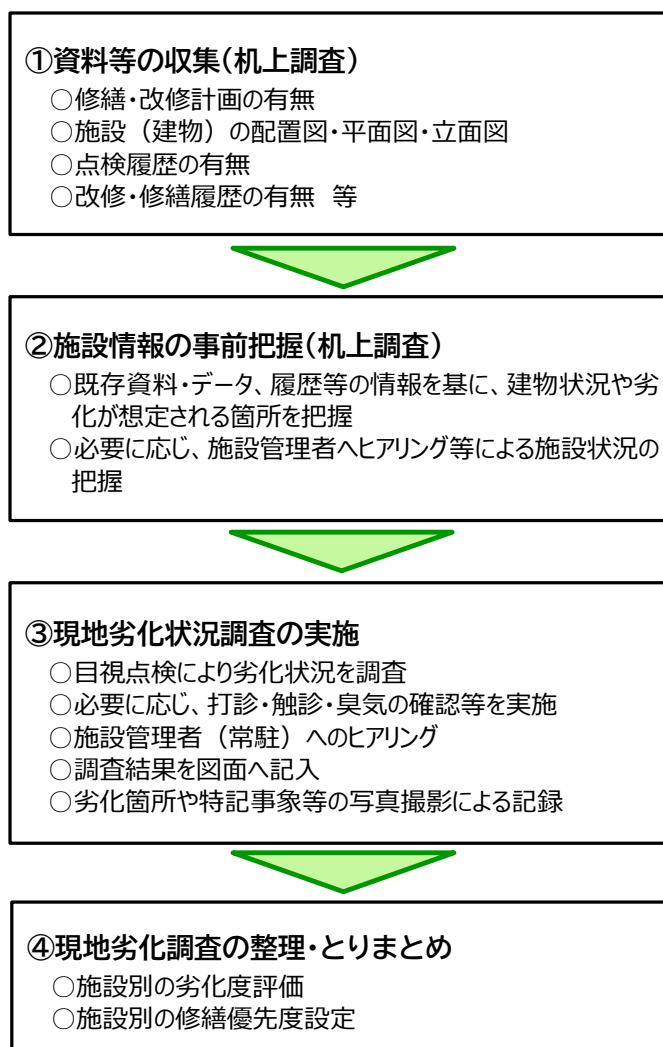 ①資料等の収集(机上調査)
○修繕・改修計画の有無
○施設（建物）の配置図・平面図・立面図
○点検履歴の有無
○改修・修繕履歴の有無　等
②施設情報の事前把握(机上調査)
○既存資料・データ、履歴等の情報を基に、建物状況や劣
化が想定される箇所を把握
○必要に応じ、施設管理者へヒアリング等による施設状況の
把握
③現地劣化状況調査の実施
○目視点検により劣化状況を調査
○必要に応じ、打診・触診・臭気の確認等を実施
○施設管理者（常駐）へのヒアリング
○調査結果を図面へ記入
○劣化箇所や特記事象等の写真撮影による記録
④現地劣化調査の整理・とりまとめ
○施設別の劣化度評価
○施設別の修繕優先度設定